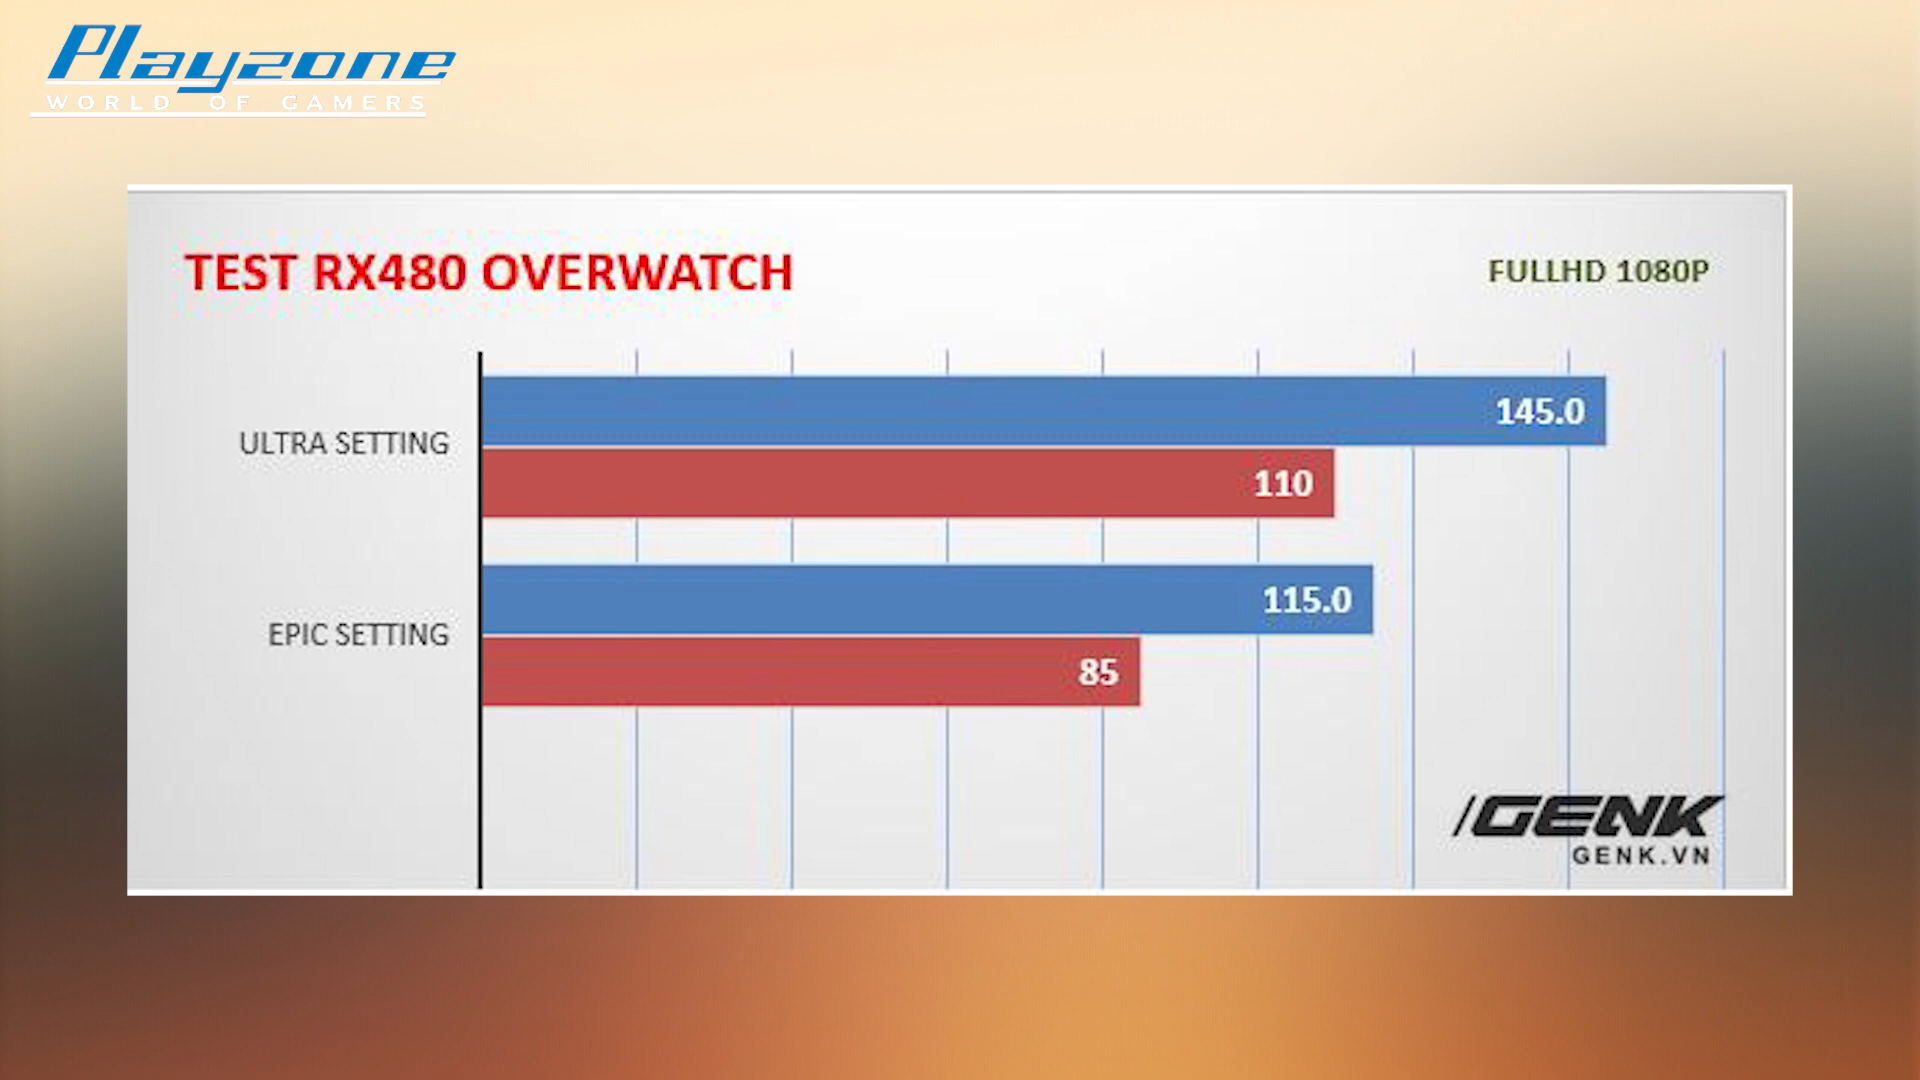 Playzone
WORLD OF GAMERS
TEST RX480 OVERWATCH
FULLHD 1080P
ULTRA SETTING
145.0
110
EPIC SETTING
115.0
85
GENK
GENK.VN